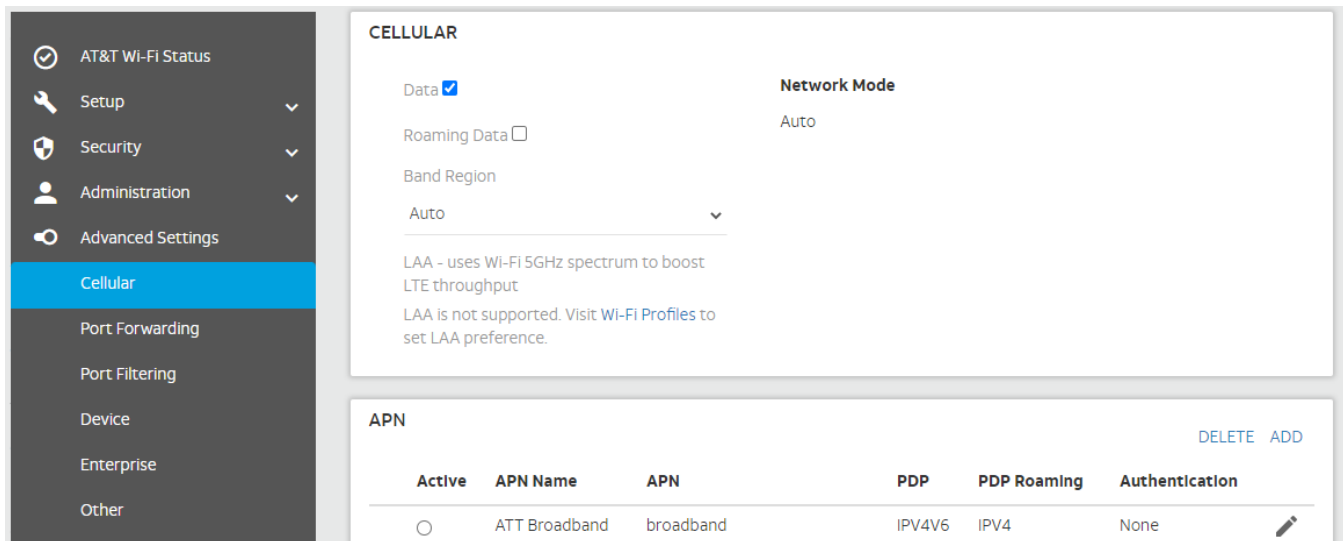 AT&T Wi-Fi Status
Setup
Security
Administration
Advanced Settings
Cellular
Port Forwarding
Port Filtering
Device
Enterprise
Other
CELLULAR
Data
Roaming Data
Band Region
Auto
LAA - uses Wi-Fi 5GHz spectrum to boost
LTE throughput
LAA is not supported. Visit Wi-Fi Profiles to
set LAA preference.
Network Mode
Auto
APN
DELETE ADD
Active APN Name APN PDP PDP Roaming Authentication
ATT Broadband broadband IPV4V6 IPV4 None